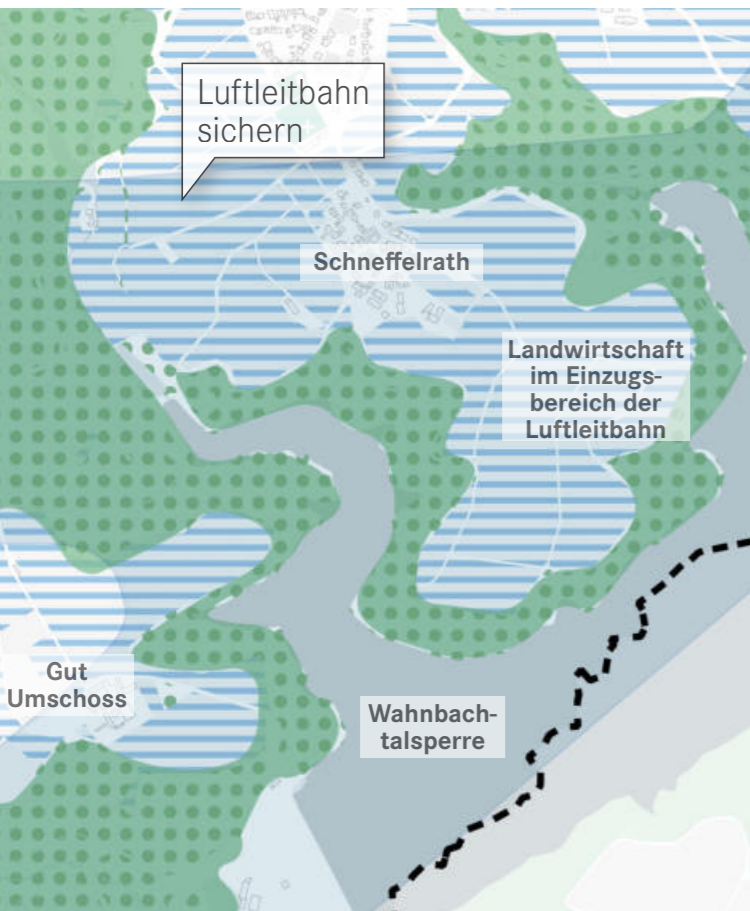 Luftleitbahn
sichern
Schneffelrath
Landwirtschaft
im Einzugs-
bereich der
Luftleitbahn
Gut
Umschoss
Wahnbach-
talsperre